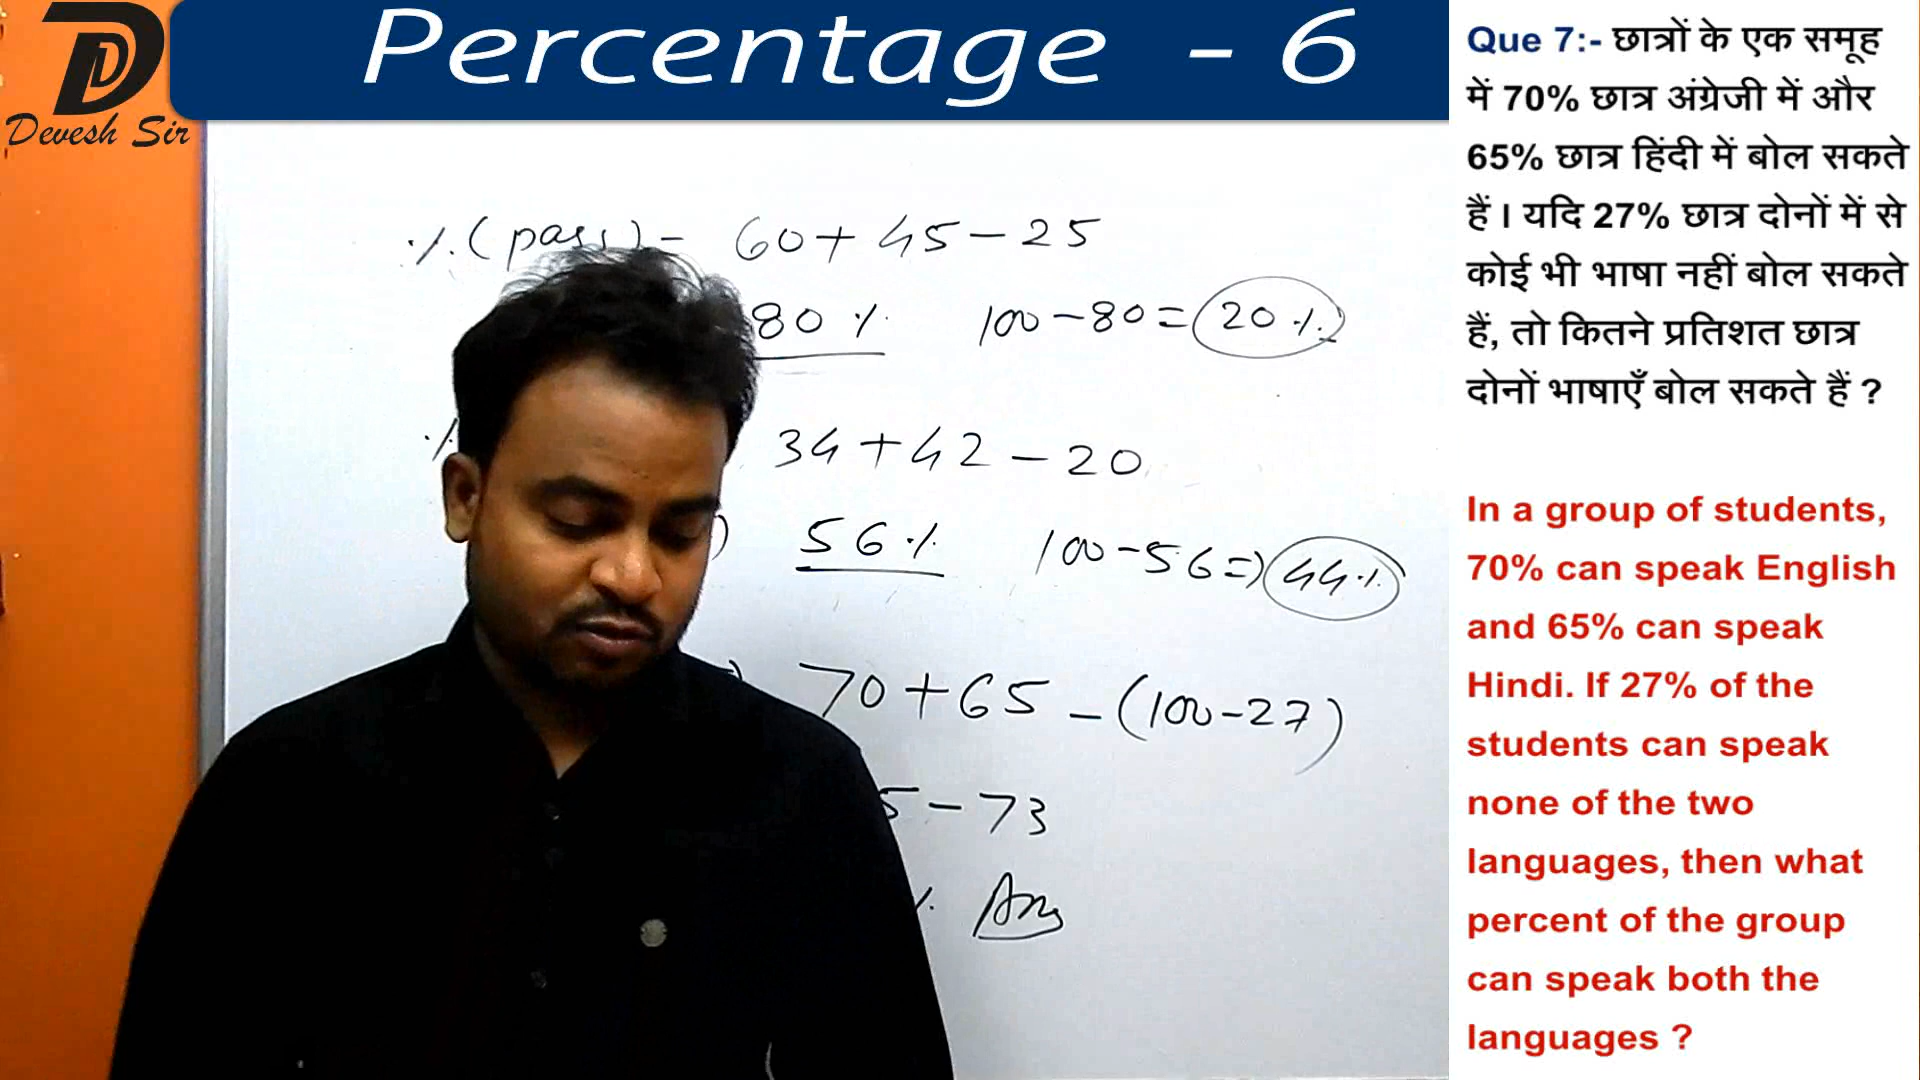 Percentage - 6
Devesh Sir
Que 7:- छात्रों के एक समूह
में 70% छात्र अंग्रेजी में और
65% छात्र हिंदी में बोल सकते
हैं । यदि 27% छात्र दोनों में से
कोई भी भाषा नहीं बोल सकते
हैं, तो कितने प्रतिशत छात्र
दोनों भाषाएँ बोल सकते हैं ?
In a group of students,
70% can speak English
and 65% can speak
Hindi. If 27% of the
students can speak
none of the two
languages, then what
percent of the group
can speak both the
languages ?
% (pass) = 60 + 45 - 25
80 % 100 - 80 = 20 %
% 34 + 42 - 20
56 % 100 - 56 => 44 %
70 + 65 - (100 - 27)
5 - 73
% Ans